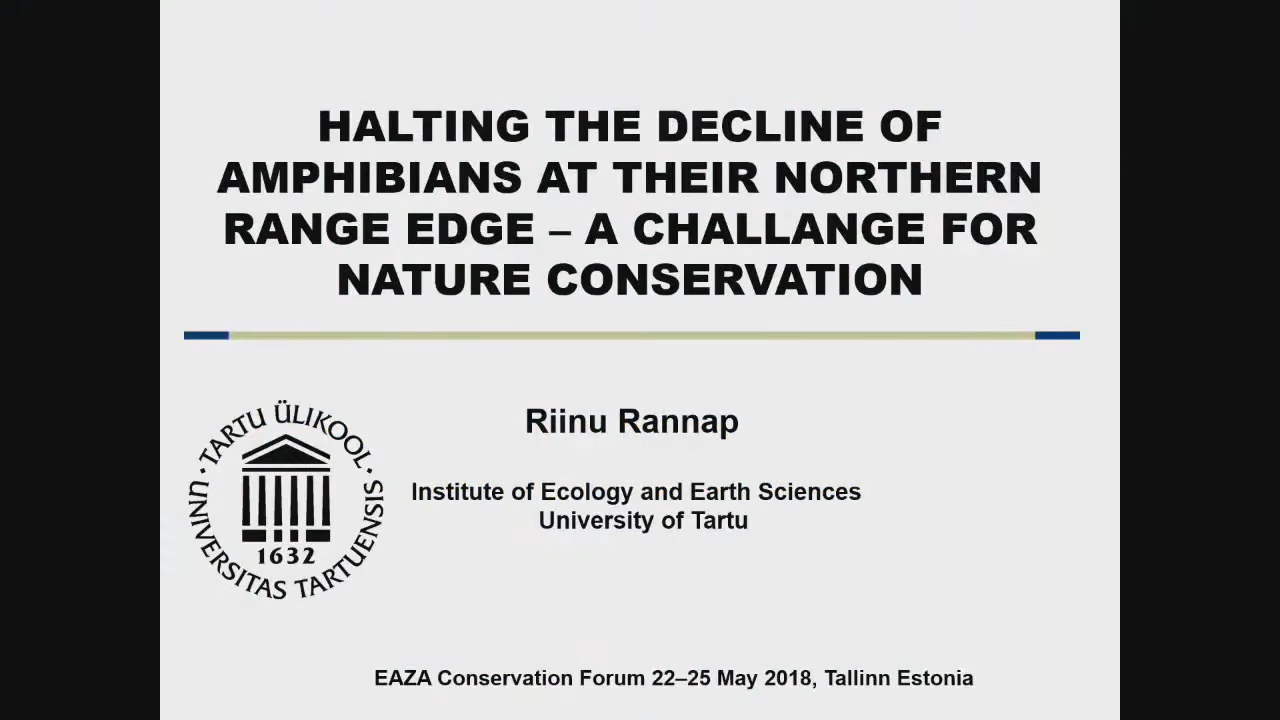 HALTING THE DECLINE OF
AMPHIBIANS AT THEIR NORTHERN
RANGE EDGE – A CHALLANGE FOR
NATURE CONSERVATION
Riinu Rannap
TARTU ÜLIKOOL
UNIVERSITAS TARTUENSIS
1632
Institute of Ecology and Earth Sciences
University of Tartu
EAZA Conservation Forum 22–25 May 2018, Tallinn Estonia